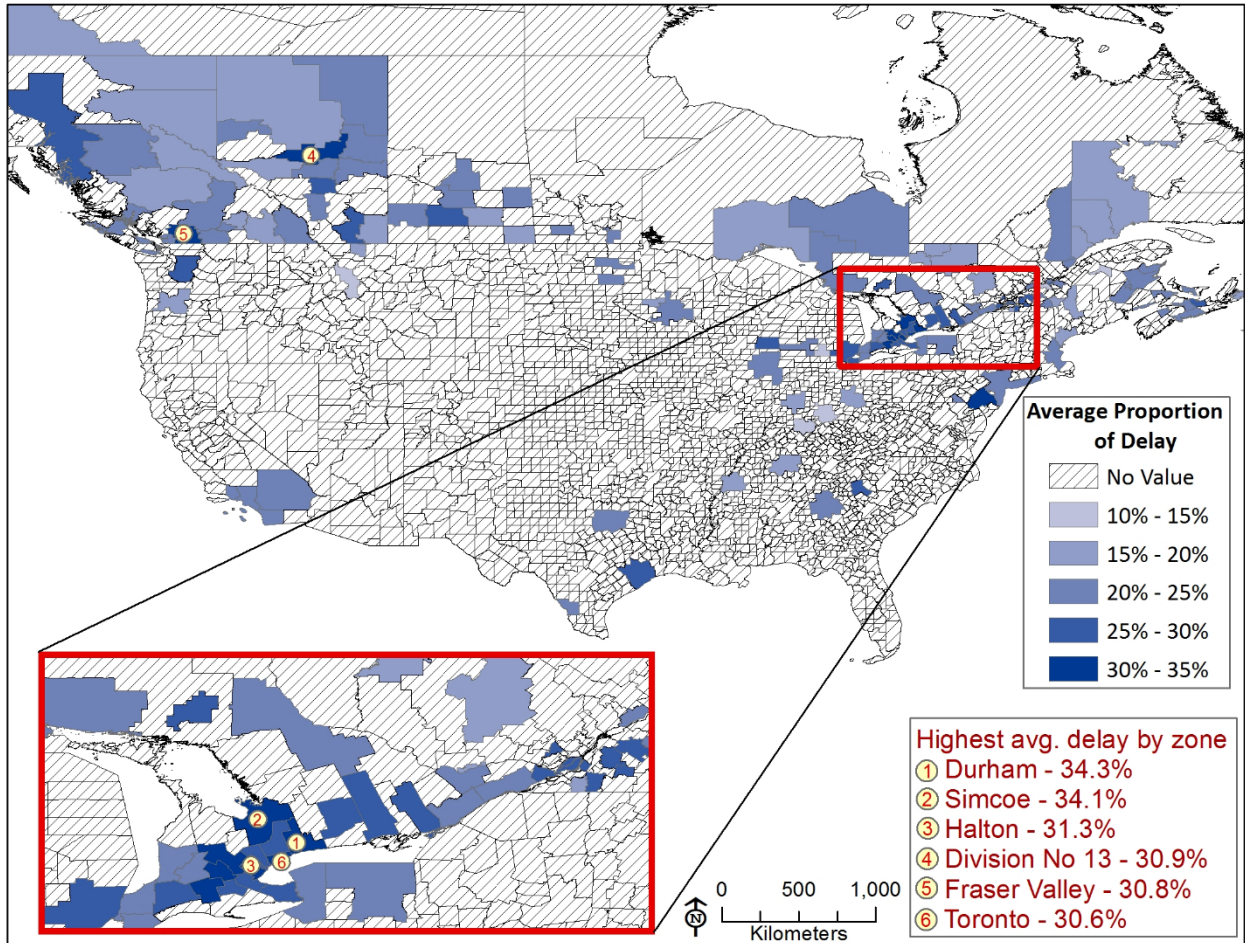 4
5
Average Proportion
of Delay
No Value
10% - 15%
15% - 20%
20% - 25%
25% - 30%
30% - 35%
2
1
3
6
N
0 500 1,000
Kilometers
Highest avg. delay by zone
1 Durham - 34.3%
2 Simcoe - 34.1%
3 Halton - 31.3%
4 Division No 13 - 30.9%
5 Fraser Valley - 30.8%
6 Toronto - 30.6%